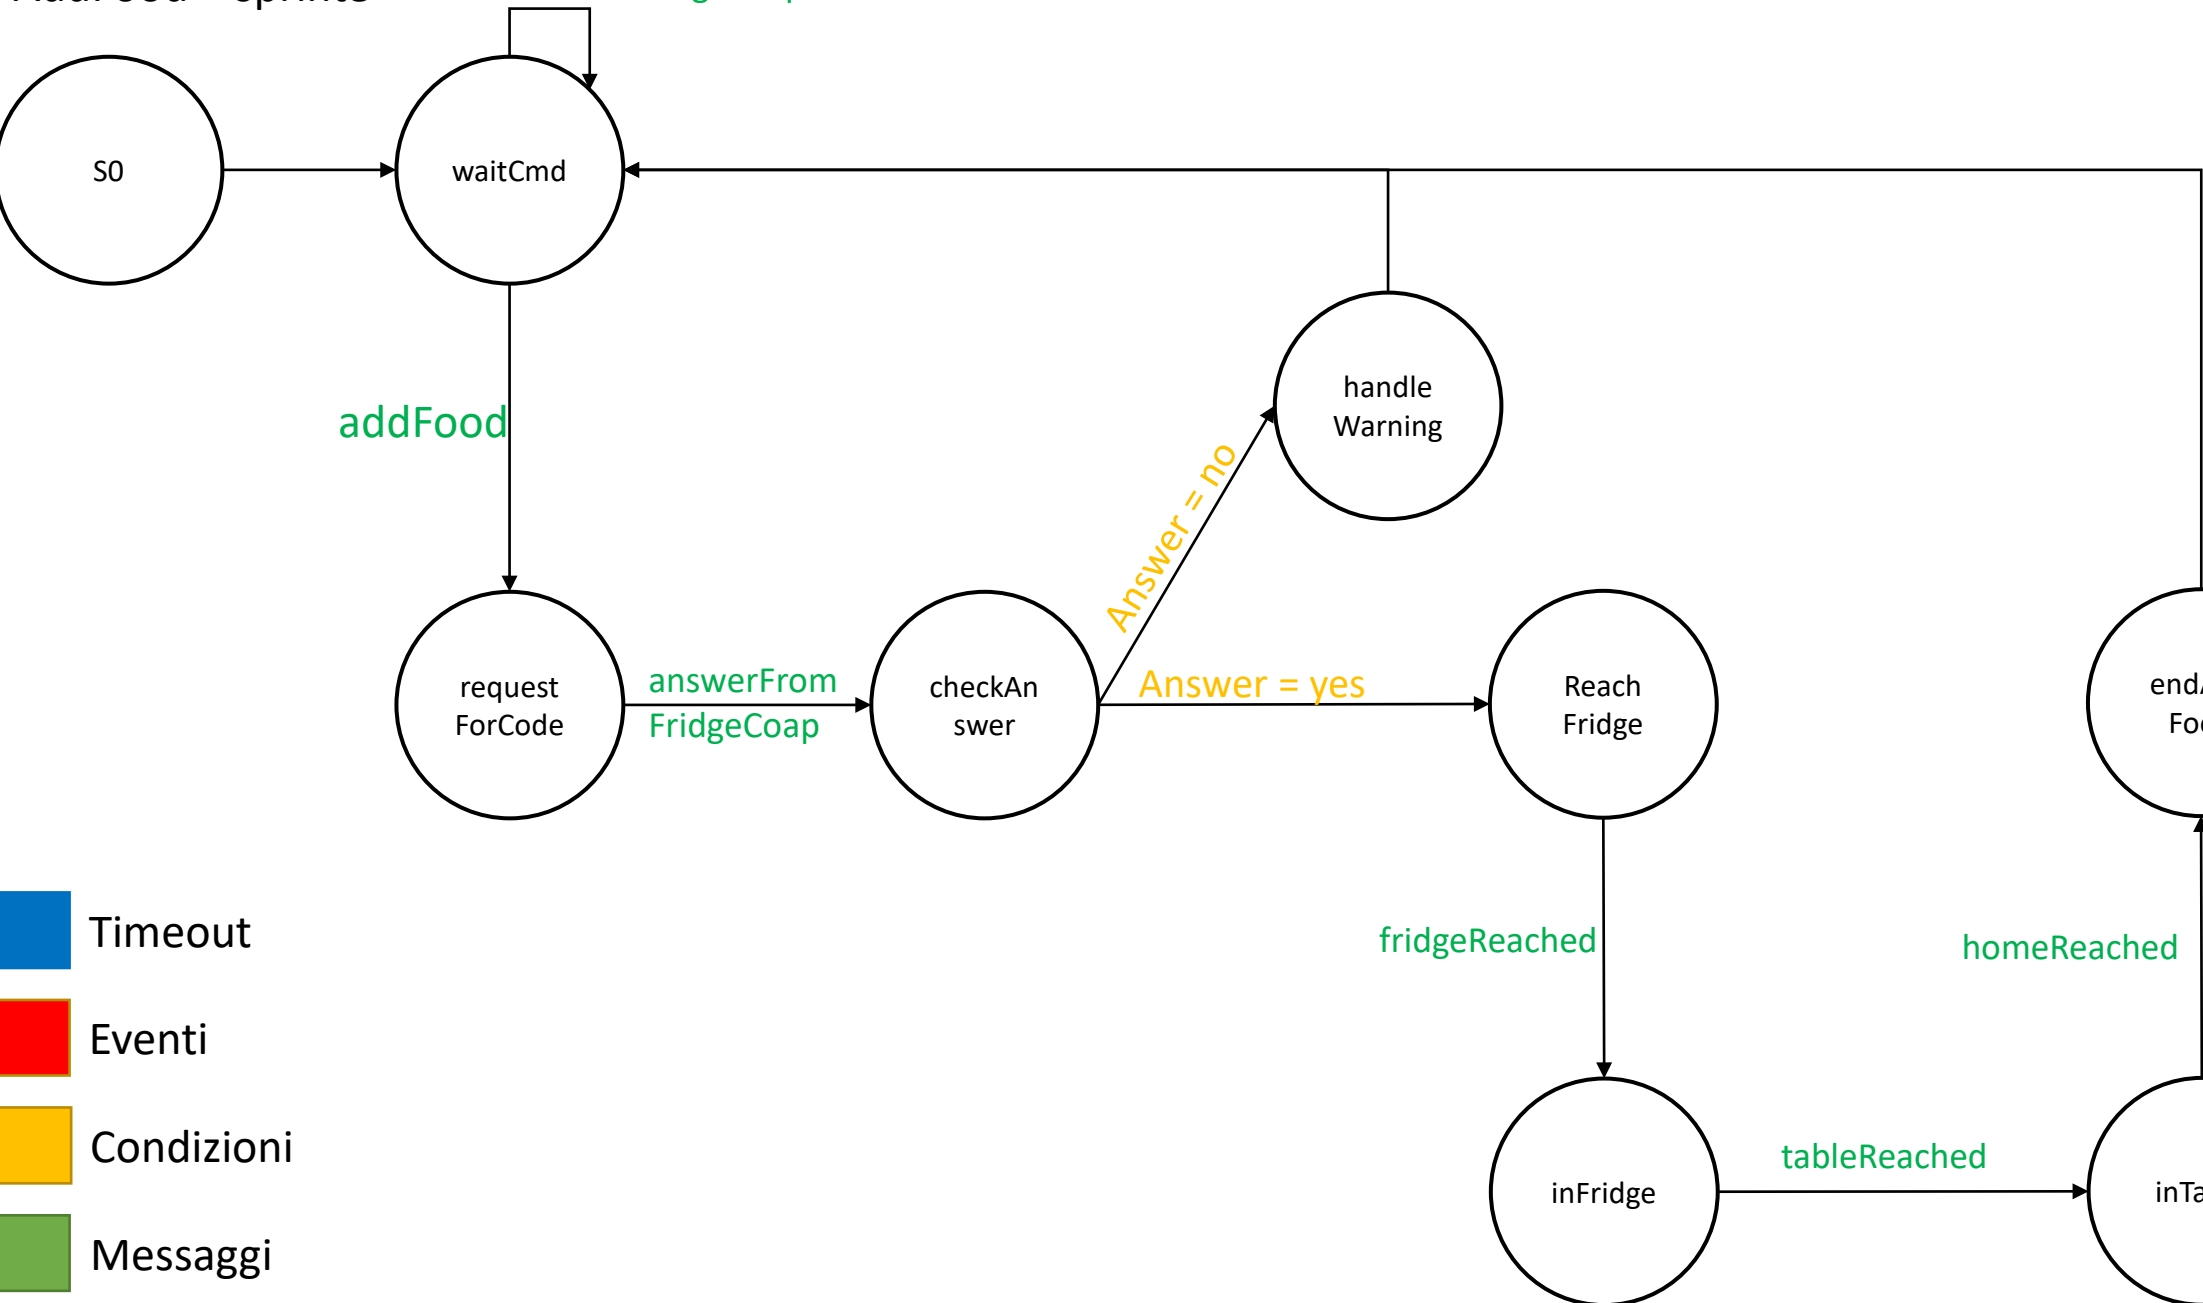 S0
waitCmd
handle
Warning
addFood
Answer = no
request
ForCode
answerFrom
FridgeCoap
checkAn
swer
Answer = yes
Reach
Fridge
fridgeReached
homeReached
inFridge
tableReached
Timeout
Eventi
Condizioni
Messaggi